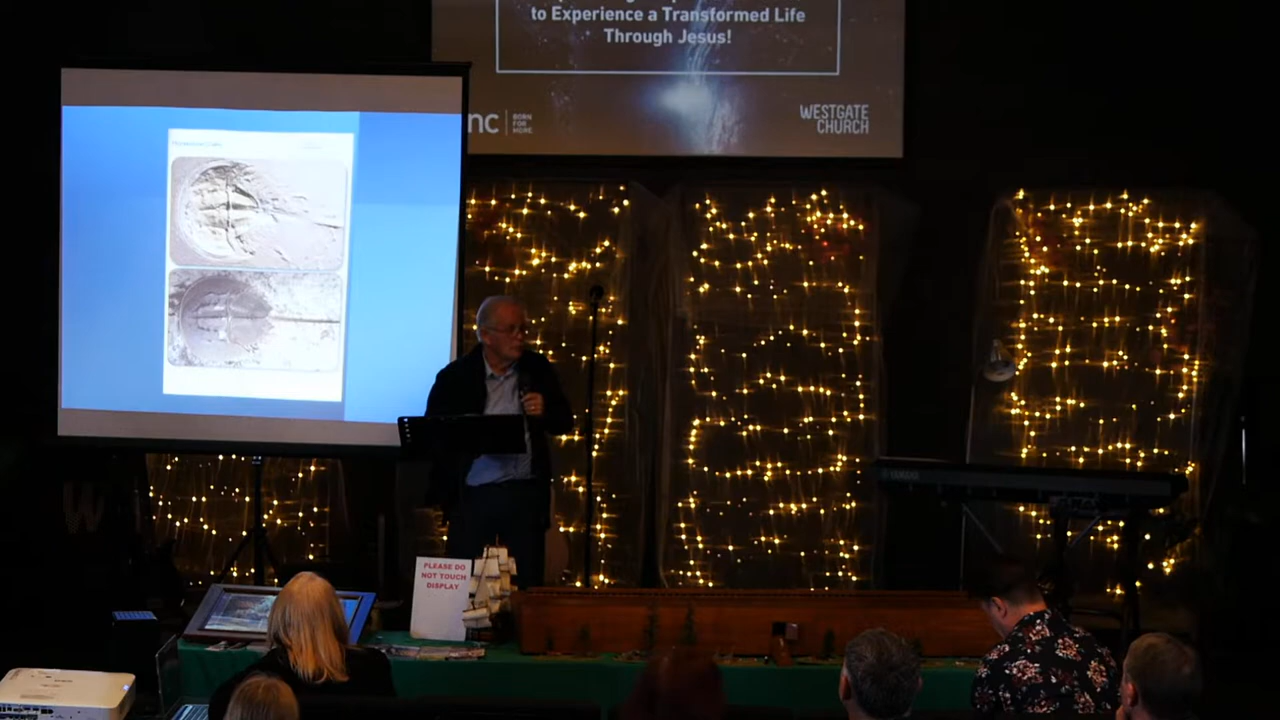 to Experience a Transformed Life
Through Jesus!
nc
BORN
FOR
MORE.
WESTGATE
CHURCH
PLEASE DO
NOT TOUCH
DISPLAY
W